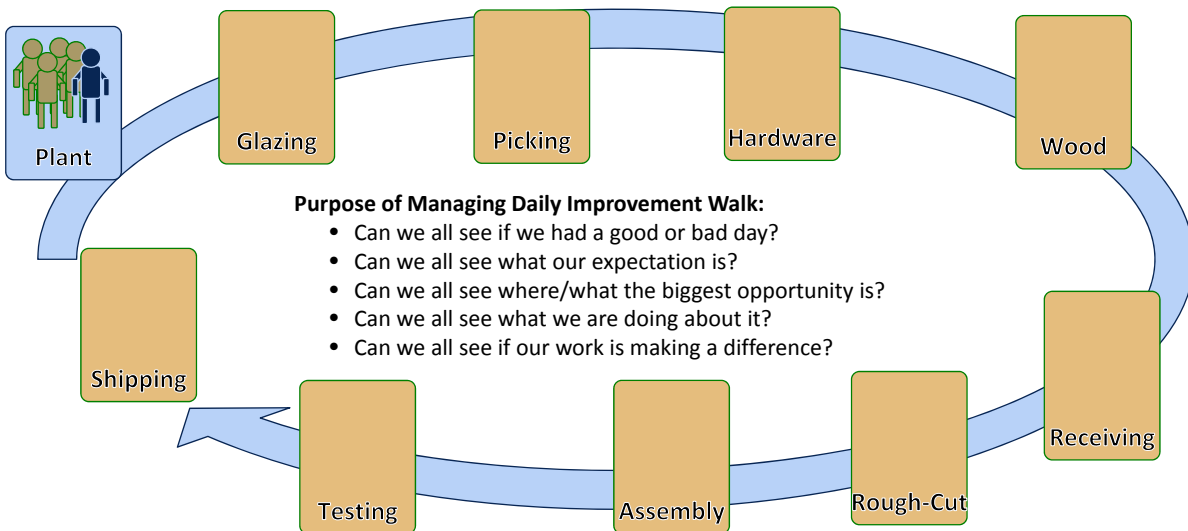 Plant
Glazing
Picking
Hardware
Wood
Purpose of Managing Daily Improvement Walk:
• Can we all see if we had a good or bad day?
• Can we all see what our expectation is?
• Can we all see where/what the biggest opportunity is?
• Can we all see what we are doing about it?
• Can we all see if our work is making a difference?
Shipping
Receiving
Rough-Cut
Assembly
Testing